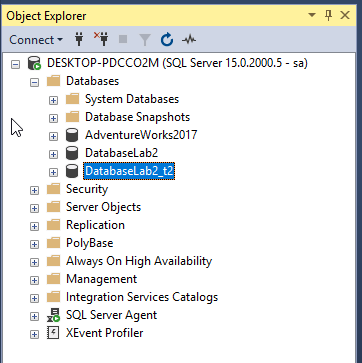 Object Explorer
Connect
DESKTOP-PDCCO2M (SQL Server 15.0.2000.5 - sa)
Databases
System Databases
Database Snapshots
AdventureWorks2017
DatabaseLab2
DatabaseLab2_t2
Security
Server Objects
Replication
PolyBase
Always On High Availability
Management
Integration Services Catalogs
SQL Server Agent
XEvent Profiler